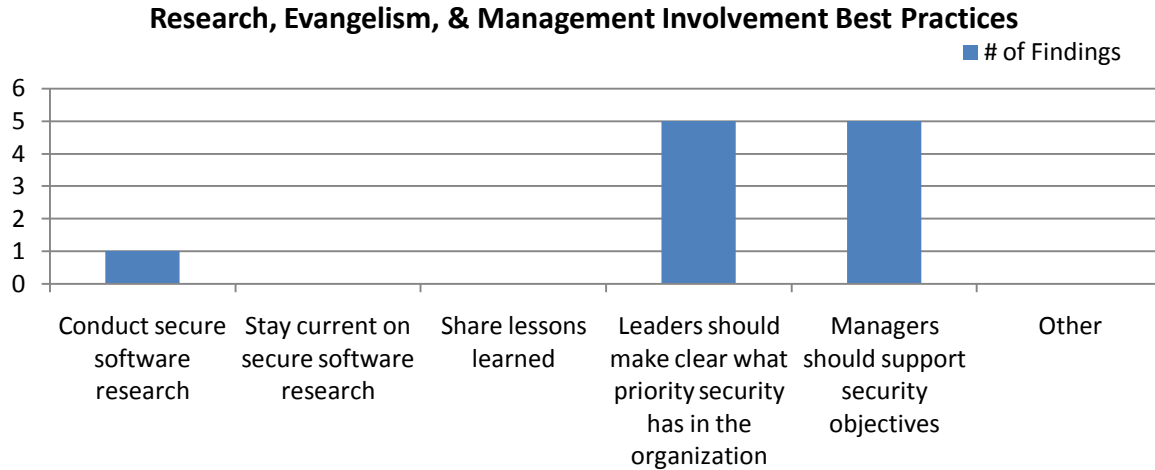 Research, Evangelism, & Management Involvement Best Practices
# of Findings
6
5
4
3
2
1
0
Conduct secure
software
research
Stay current on
secure software
research
Share lessons
learned
Leaders should
make clear what
priority security
has in the
organization
Managers
should support
security
objectives
Other